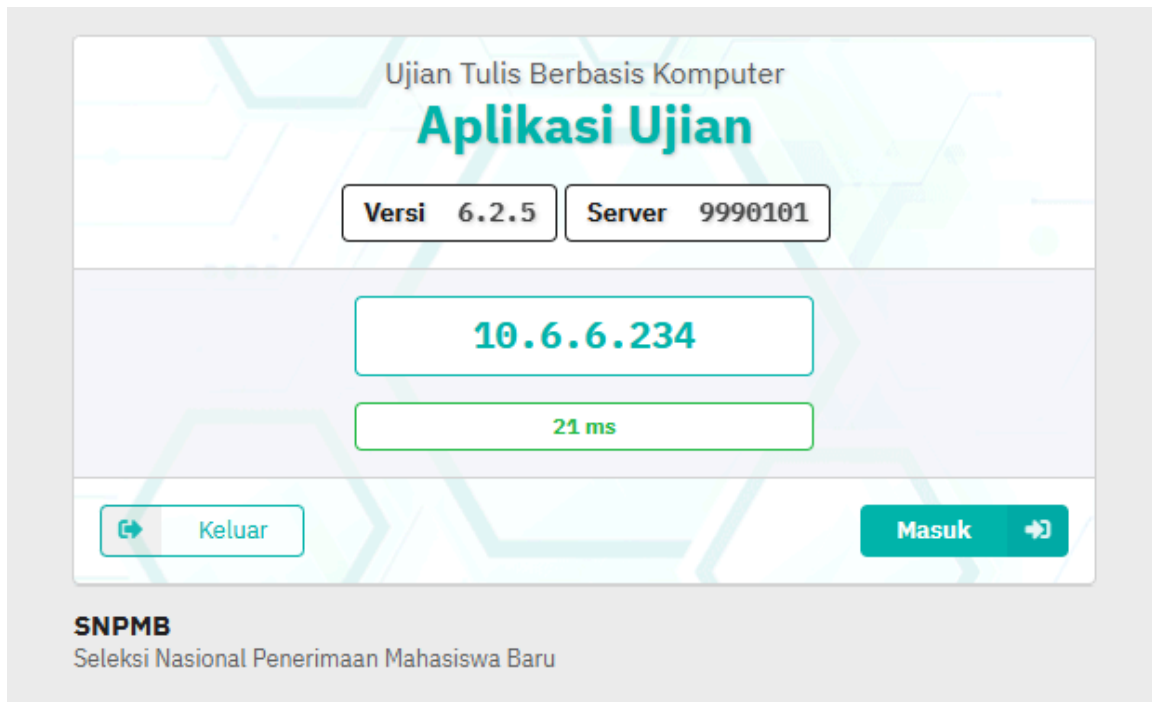 Ujian Tulis Berbasis Komputer
Aplikasi Ujian
Versi 6.2.5 Server 9990101
10.6.6.234
21 ms
Keluar Masuk
SNPMB
Seleksi Nasional Penerimaan Mahasiswa Baru